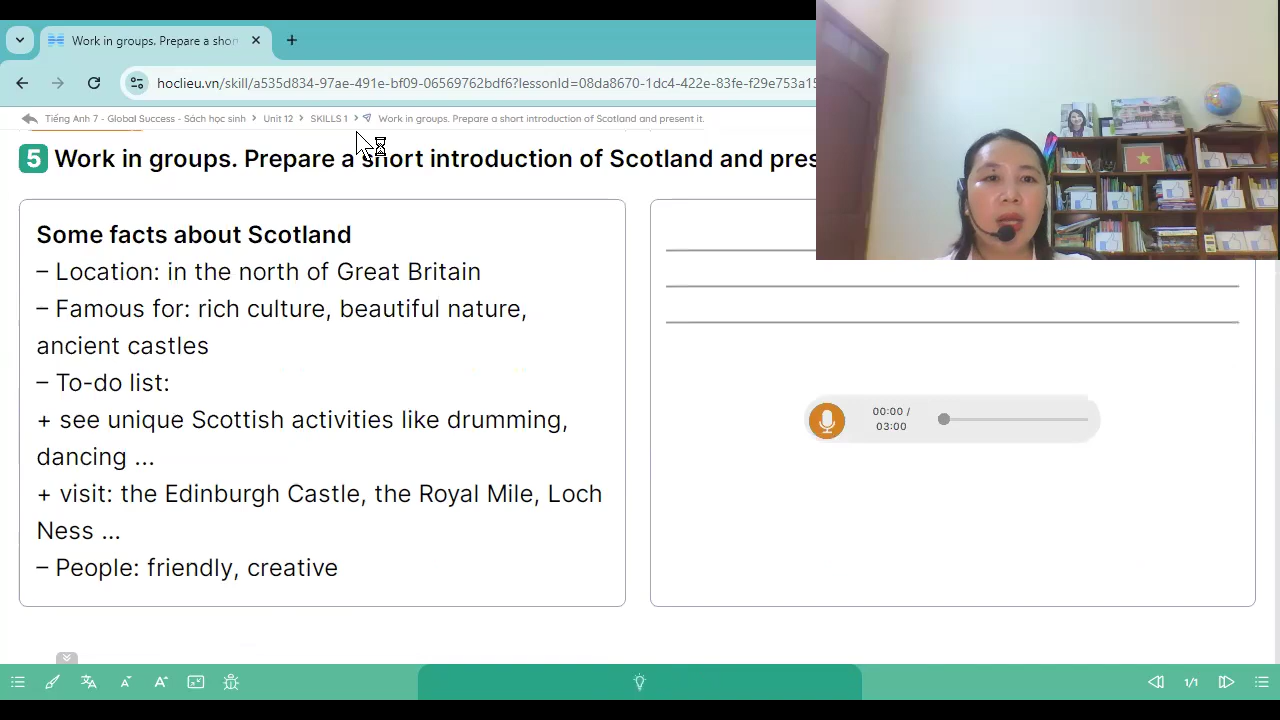 Work in groups. Prepare a shor
hoclieu.vn/skill/a535d834-97ae-491e-bf09-06569762bdf6?lessonId=08da8670-1dc4-422e-83fe-f29e753a15
Tiếng Anh 7 - Global Success - Sách học sinh > Unit 12 > SKILLS 1 > Work in groups. Prepare a short introduction of Scotland and present it.
5 Work in groups. Prepare a short introduction of Scotland and pres
Some facts about Scotland
– Location: in the north of Great Britain
– Famous for: rich culture, beautiful nature,
ancient castles
– To-do list:
+ see unique Scottish activities like drumming,
dancing ...
+ visit: the Edinburgh Castle, the Royal Mile, Loch
Ness ...
– People: friendly, creative
00:00 /
03:00
1/1